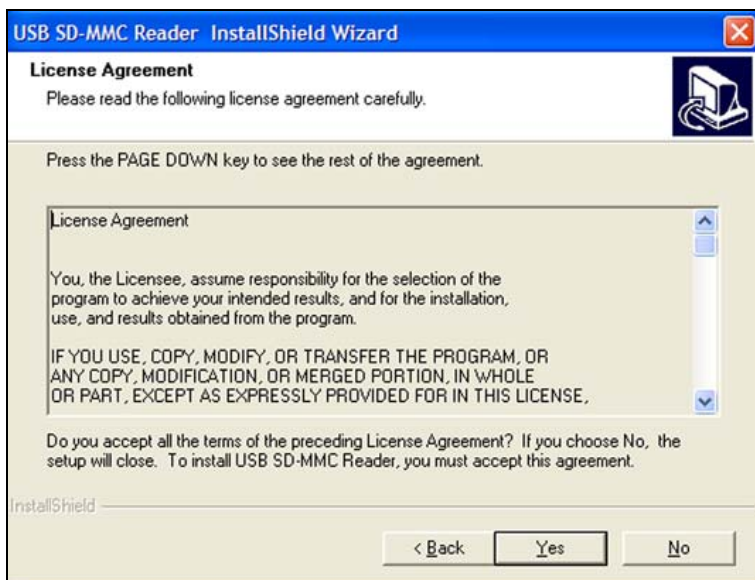 USB SD-MMC Reader InstallShield Wizard
License Agreement
Please read the following license agreement carefully.
Press the PAGE DOWN key to see the rest of the agreement.
License Agreement
You, the Licensee, assume responsibility for the selection of the
program to achieve your intended results, and for the installation,
use, and results obtained from the program.
IF YOU USE, COPY, MODIFY, OR TRANSFER THE PROGRAM, OR
ANY COPY, MODIFICATION, OR MERGED PORTION, IN WHOLE
OR PART, EXCEPT AS EXPRESSLY PROVIDED FOR IN THIS LICENSE,
Do you accept all the terms of the preceding License Agreement? If you choose No, the
setup will close. To install USB SD-MMC Reader, you must accept this agreement.
InstallShield
< Back Yes No